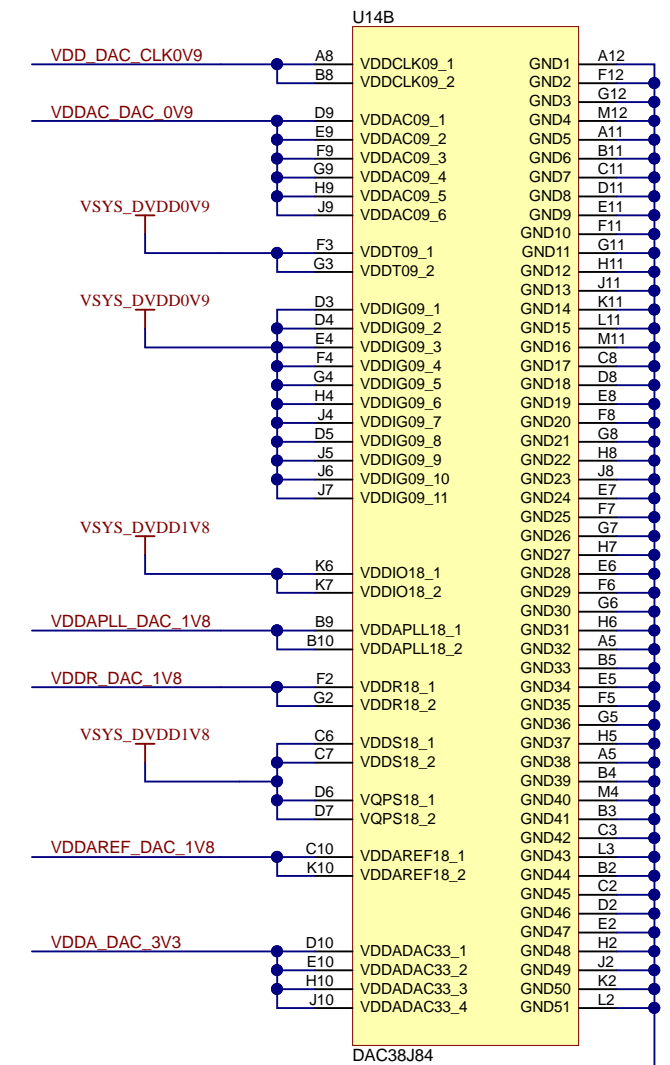 U14B
VDD_DAC_CLK0V9 A8 VDDCLK09_1 GND1 A12
B8 VDDCLK09_2 GND2 F12
GND3 G12
VDDAC_DAC_0V9 D9 VDDAC09_1 GND4 M12
E9 VDDAC09_2 GND5 A11
F9 VDDAC09_3 GND6 B11
G9 VDDAC09_4 GND7 C11
H9 VDDAC09_5 GND8 D11
VSYS_DVDD0V9 J9 VDDAC09_6 GND9 E11
GND10 F11
F3 VDDT09_1 GND11 G11
G3 VDDT09_2 GND12 H11
GND13 J11
VSYS_DVDD0V9 D3 VDDIG09_1 GND14 K11
D4 VDDIG09_2 GND15 L11
E4 VDDIG09_3 GND16 M11
F4 VDDIG09_4 GND17 C8
G4 VDDIG09_5 GND18 D8
H4 VDDIG09_6 GND19 E8
J4 VDDIG09_7 GND20 F8
D5 VDDIG09_8 GND21 G8
J5 VDDIG09_9 GND22 H8
J6 VDDIG09_10 GND23 J8
J7 VDDIG09_11 GND24 E7
GND25 F7
VSYS_DVDD1V8 GND26 G7
GND27 H7
K6 VDDIO18_1 GND28 E6
K7 VDDIO18_2 GND29 F6
GND30 G6
VDDAPLL_DAC_1V8 B9 VDDAPLL18_1 GND31 H6
B10 VDDAPLL18_2 GND32 A5
GND33 B5
VDDR_DAC_1V8 F2 VDDR18_1 GND34 E5
G2 VDDR18_2 GND35 F5
GND36 G5
VSYS_DVDD1V8 C6 VDDS18_1 GND37 H5
C7 VDDS18_2 GND38 A5
GND39 B4
D6 VQPS18_1 GND40 M4
D7 VQPS18_2 GND41 B3
GND42 C3
VDDAREF_DAC_1V8 C10 VDDAREF18_1 GND43 L3
K10 VDDAREF18_2 GND44 B2
GND45 C2
GND46 D2
GND47 E2
VDDA_DAC_3V3 D10 VDDADAC33_1 GND48 H2
E10 VDDADAC33_2 GND49 J2
H10 VDDADAC33_3 GND50 K2
J10 VDDADAC33_4 GND51 L2
DAC38J84